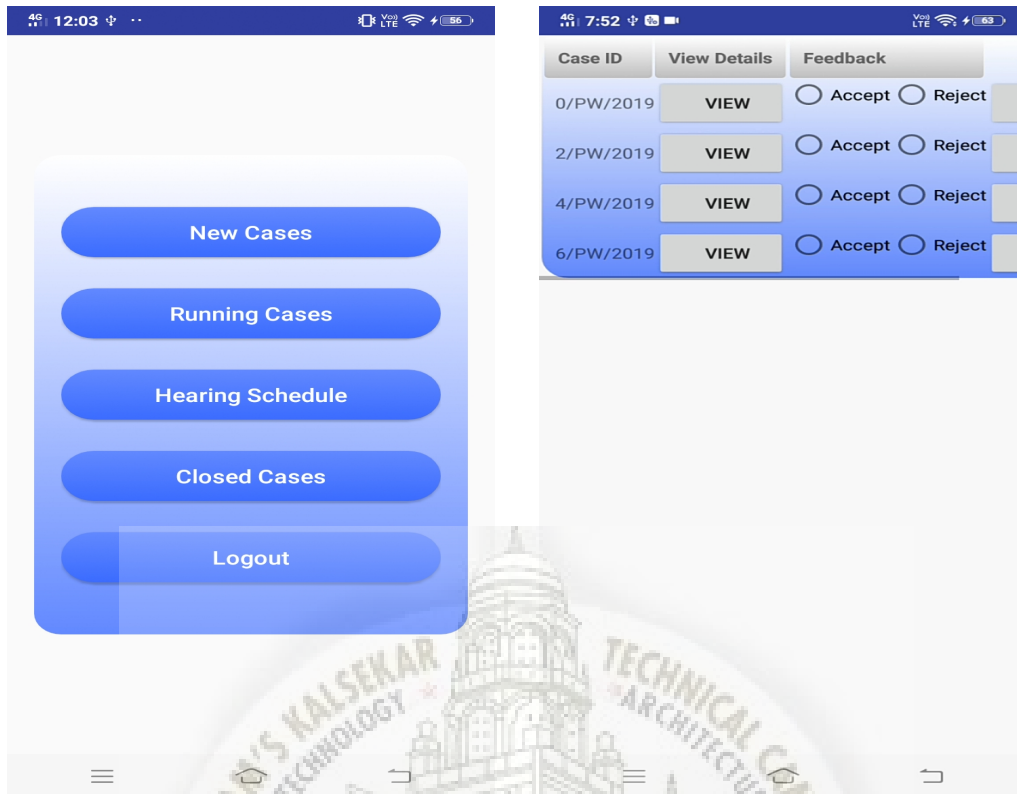 4G 12:03 Vo)) LTE 56
New Cases
Running Cases
Hearing Schedule
Closed Cases
Logout
4G 7:52 Vo)) LTE 63
Case ID View Details Feedback
0/PW/2019 VIEW Accept Reject
2/PW/2019 VIEW Accept Reject
4/PW/2019 VIEW Accept Reject
6/PW/2019 VIEW Accept Reject
KALSEKAR TECHNICAL
ARCHITEC